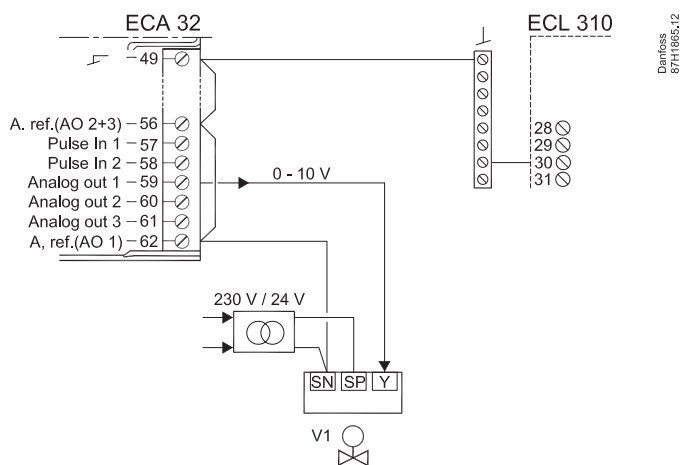 ECA 32
ECL 310
Danfoss
87H1865.12
49
A. ref.(AO 2+3) 56
Pulse In 1 57
Pulse In 2 58
Analog out 1 59
Analog out 2 60
Analog out 3 61
A, ref.(AO 1) 62
0 - 10 V
28
29
30
31
230 V / 24 V
SN SP Y
V1